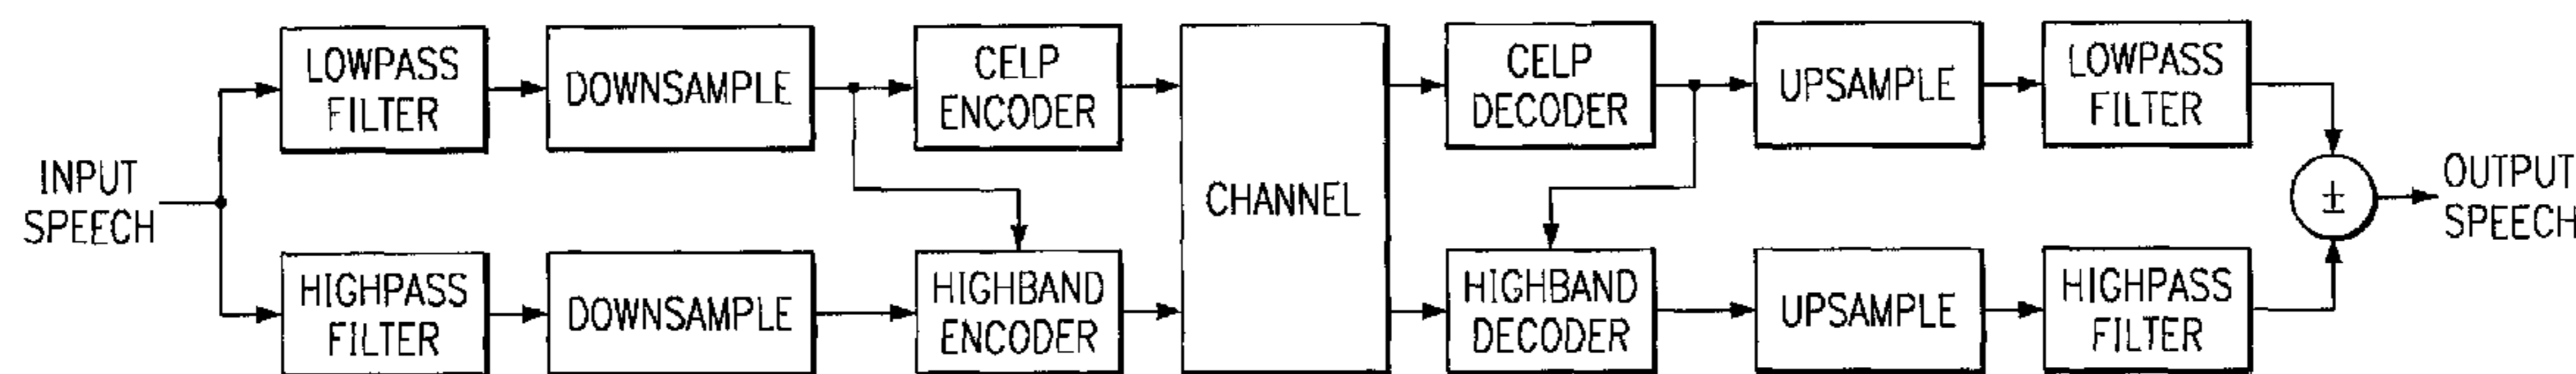 INPUT
SPEECH
LOWPASS
FILTER
DOWNSAMPLE
CELP
ENCODER
HIGHPASS
FILTER
DOWNSAMPLE
HIGHBAND
ENCODER
CHANNEL
CELP
DECODER
UPSAMPLE
LOWPASS
FILTER
HIGHBAND
DECODER
UPSAMPLE
HIGHPASS
FILTER
±
OUTPUT
SPEECH